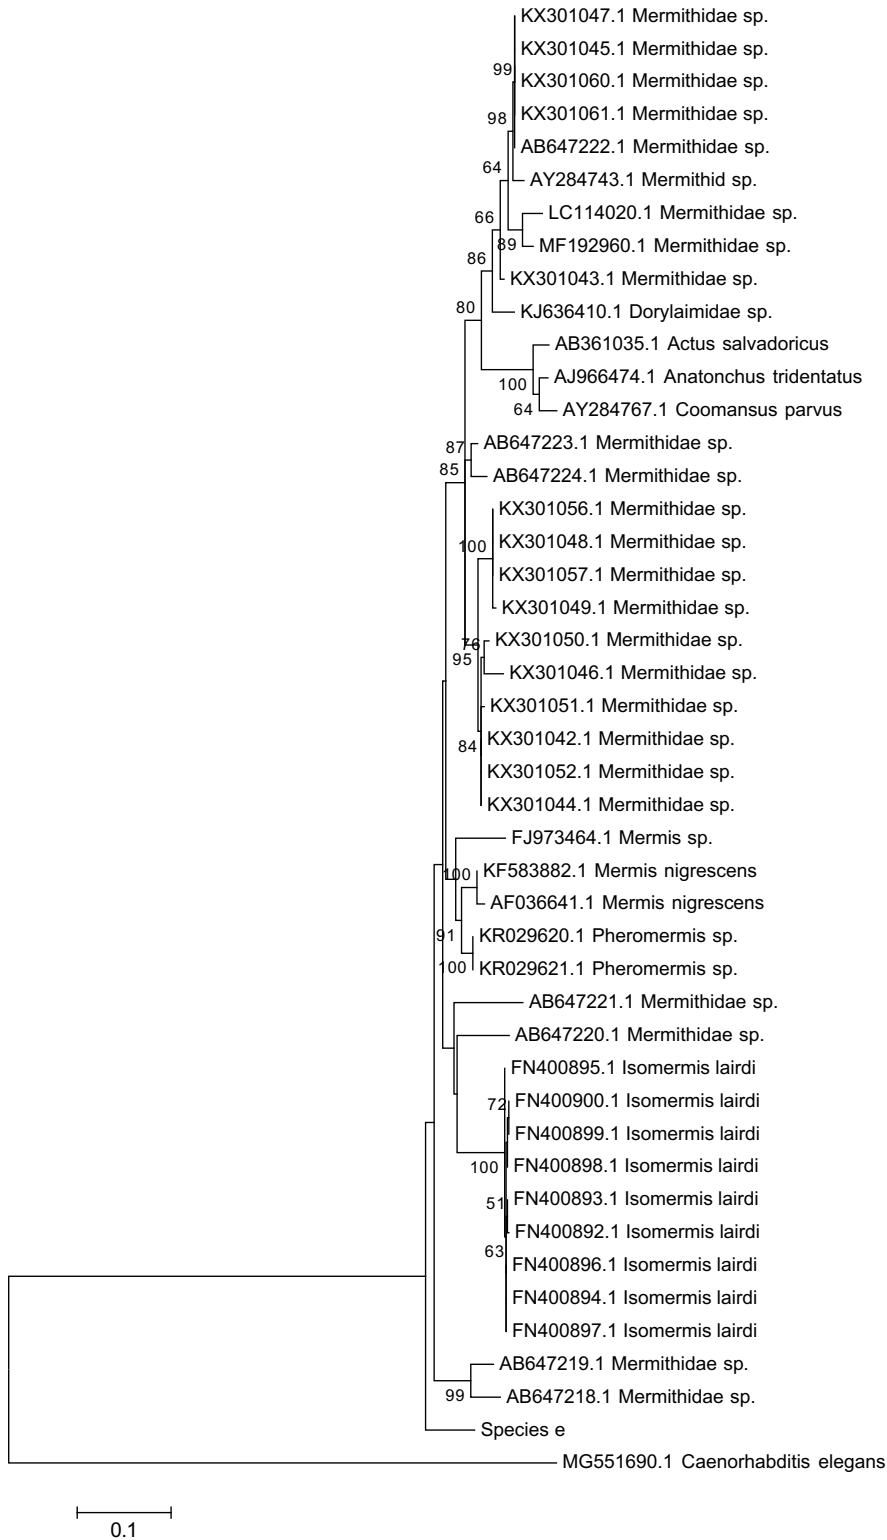 KX301047.1 Mermithidae sp.
KX301045.1 Mermithidae sp.
99
KX301060.1 Mermithidae sp.
KX301061.1 Mermithidae sp.
98
AB647222.1 Mermithidae sp.
64
AY284743.1 Mermithid sp.
LC114020.1 Mermithidae sp.
66
89
MF192960.1 Mermithidae sp.
86
KX301043.1 Mermithidae sp.
80
KJ636410.1 Dorylaimidae sp.
AB361035.1 Actus salvadoricus
100
AJ966474.1 Anatonchus tridentatus
64
AY284767.1 Coomansus parvus
87
AB647223.1 Mermithidae sp.
85
AB647224.1 Mermithidae sp.
KX301056.1 Mermithidae sp.
100
KX301048.1 Mermithidae sp.
KX301057.1 Mermithidae sp.
KX301049.1 Mermithidae sp.
76
KX301050.1 Mermithidae sp.
95
KX301046.1 Mermithidae sp.
KX301051.1 Mermithidae sp.
84
KX301042.1 Mermithidae sp.
KX301052.1 Mermithidae sp.
KX301044.1 Mermithidae sp.
FJ973464.1 Mermis sp.
100
KF583882.1 Mermis nigrescens
AF036641.1 Mermis nigrescens
91
KR029620.1 Pheromermis sp.
100
KR029621.1 Pheromermis sp.
AB647221.1 Mermithidae sp.
AB647220.1 Mermithidae sp.
FN400895.1 Isomermis lairdi
72
FN400900.1 Isomermis lairdi
FN400899.1 Isomermis lairdi
100
FN400898.1 Isomermis lairdi
51
FN400893.1 Isomermis lairdi
FN400892.1 Isomermis lairdi
63
FN400896.1 Isomermis lairdi
FN400894.1 Isomermis lairdi
FN400897.1 Isomermis lairdi
AB647219.1 Mermithidae sp.
99
AB647218.1 Mermithidae sp.
Species e
MG551690.1 Caenorhabditis elegans
0.1